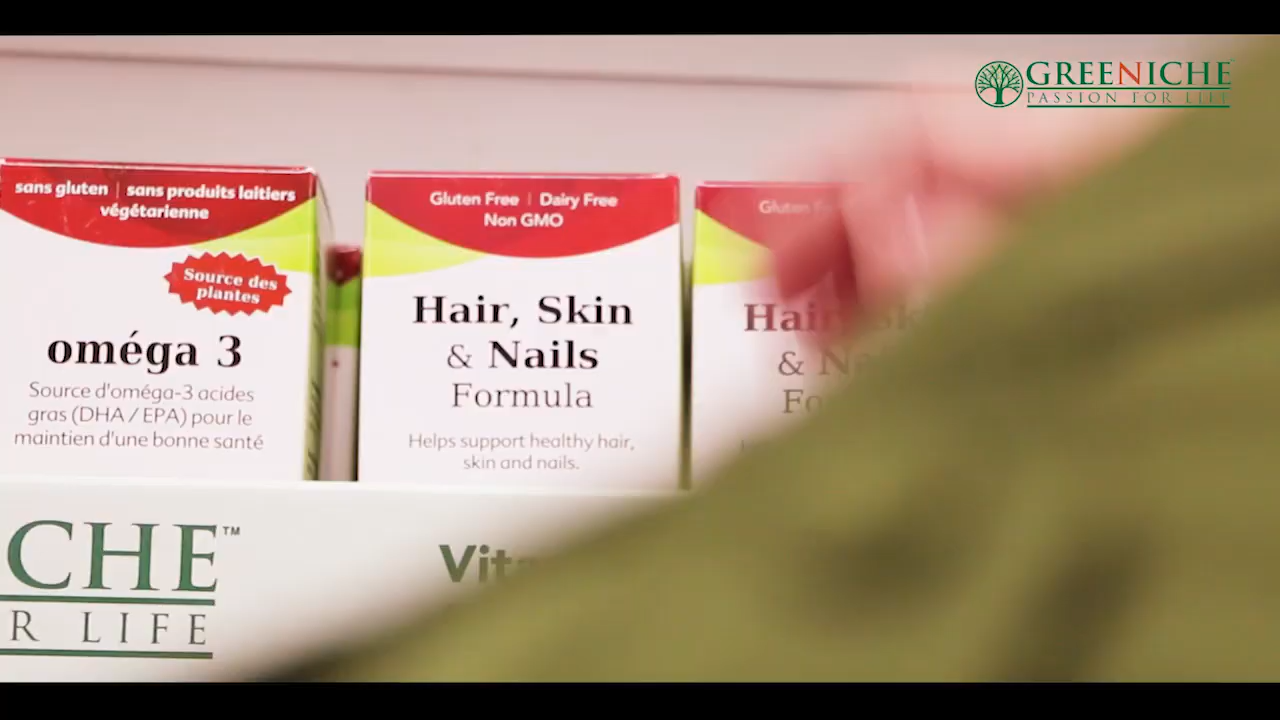 GREENICHE
PASSION FOR LIFE
sans gluten | sans produits laitiers
végétarienne
Source des
plantes
oméga 3
Source d'oméga-3 acides
gras (DHA / EPA) pour le
maintien d'une bonne santé
Gluten Free | Dairy Free
Non GMO
Hair, Skin
& Nails
Formula
Helps support healthy hair,
skin and nails.
Gluten
Hair,
&
CHE™
R LIFE